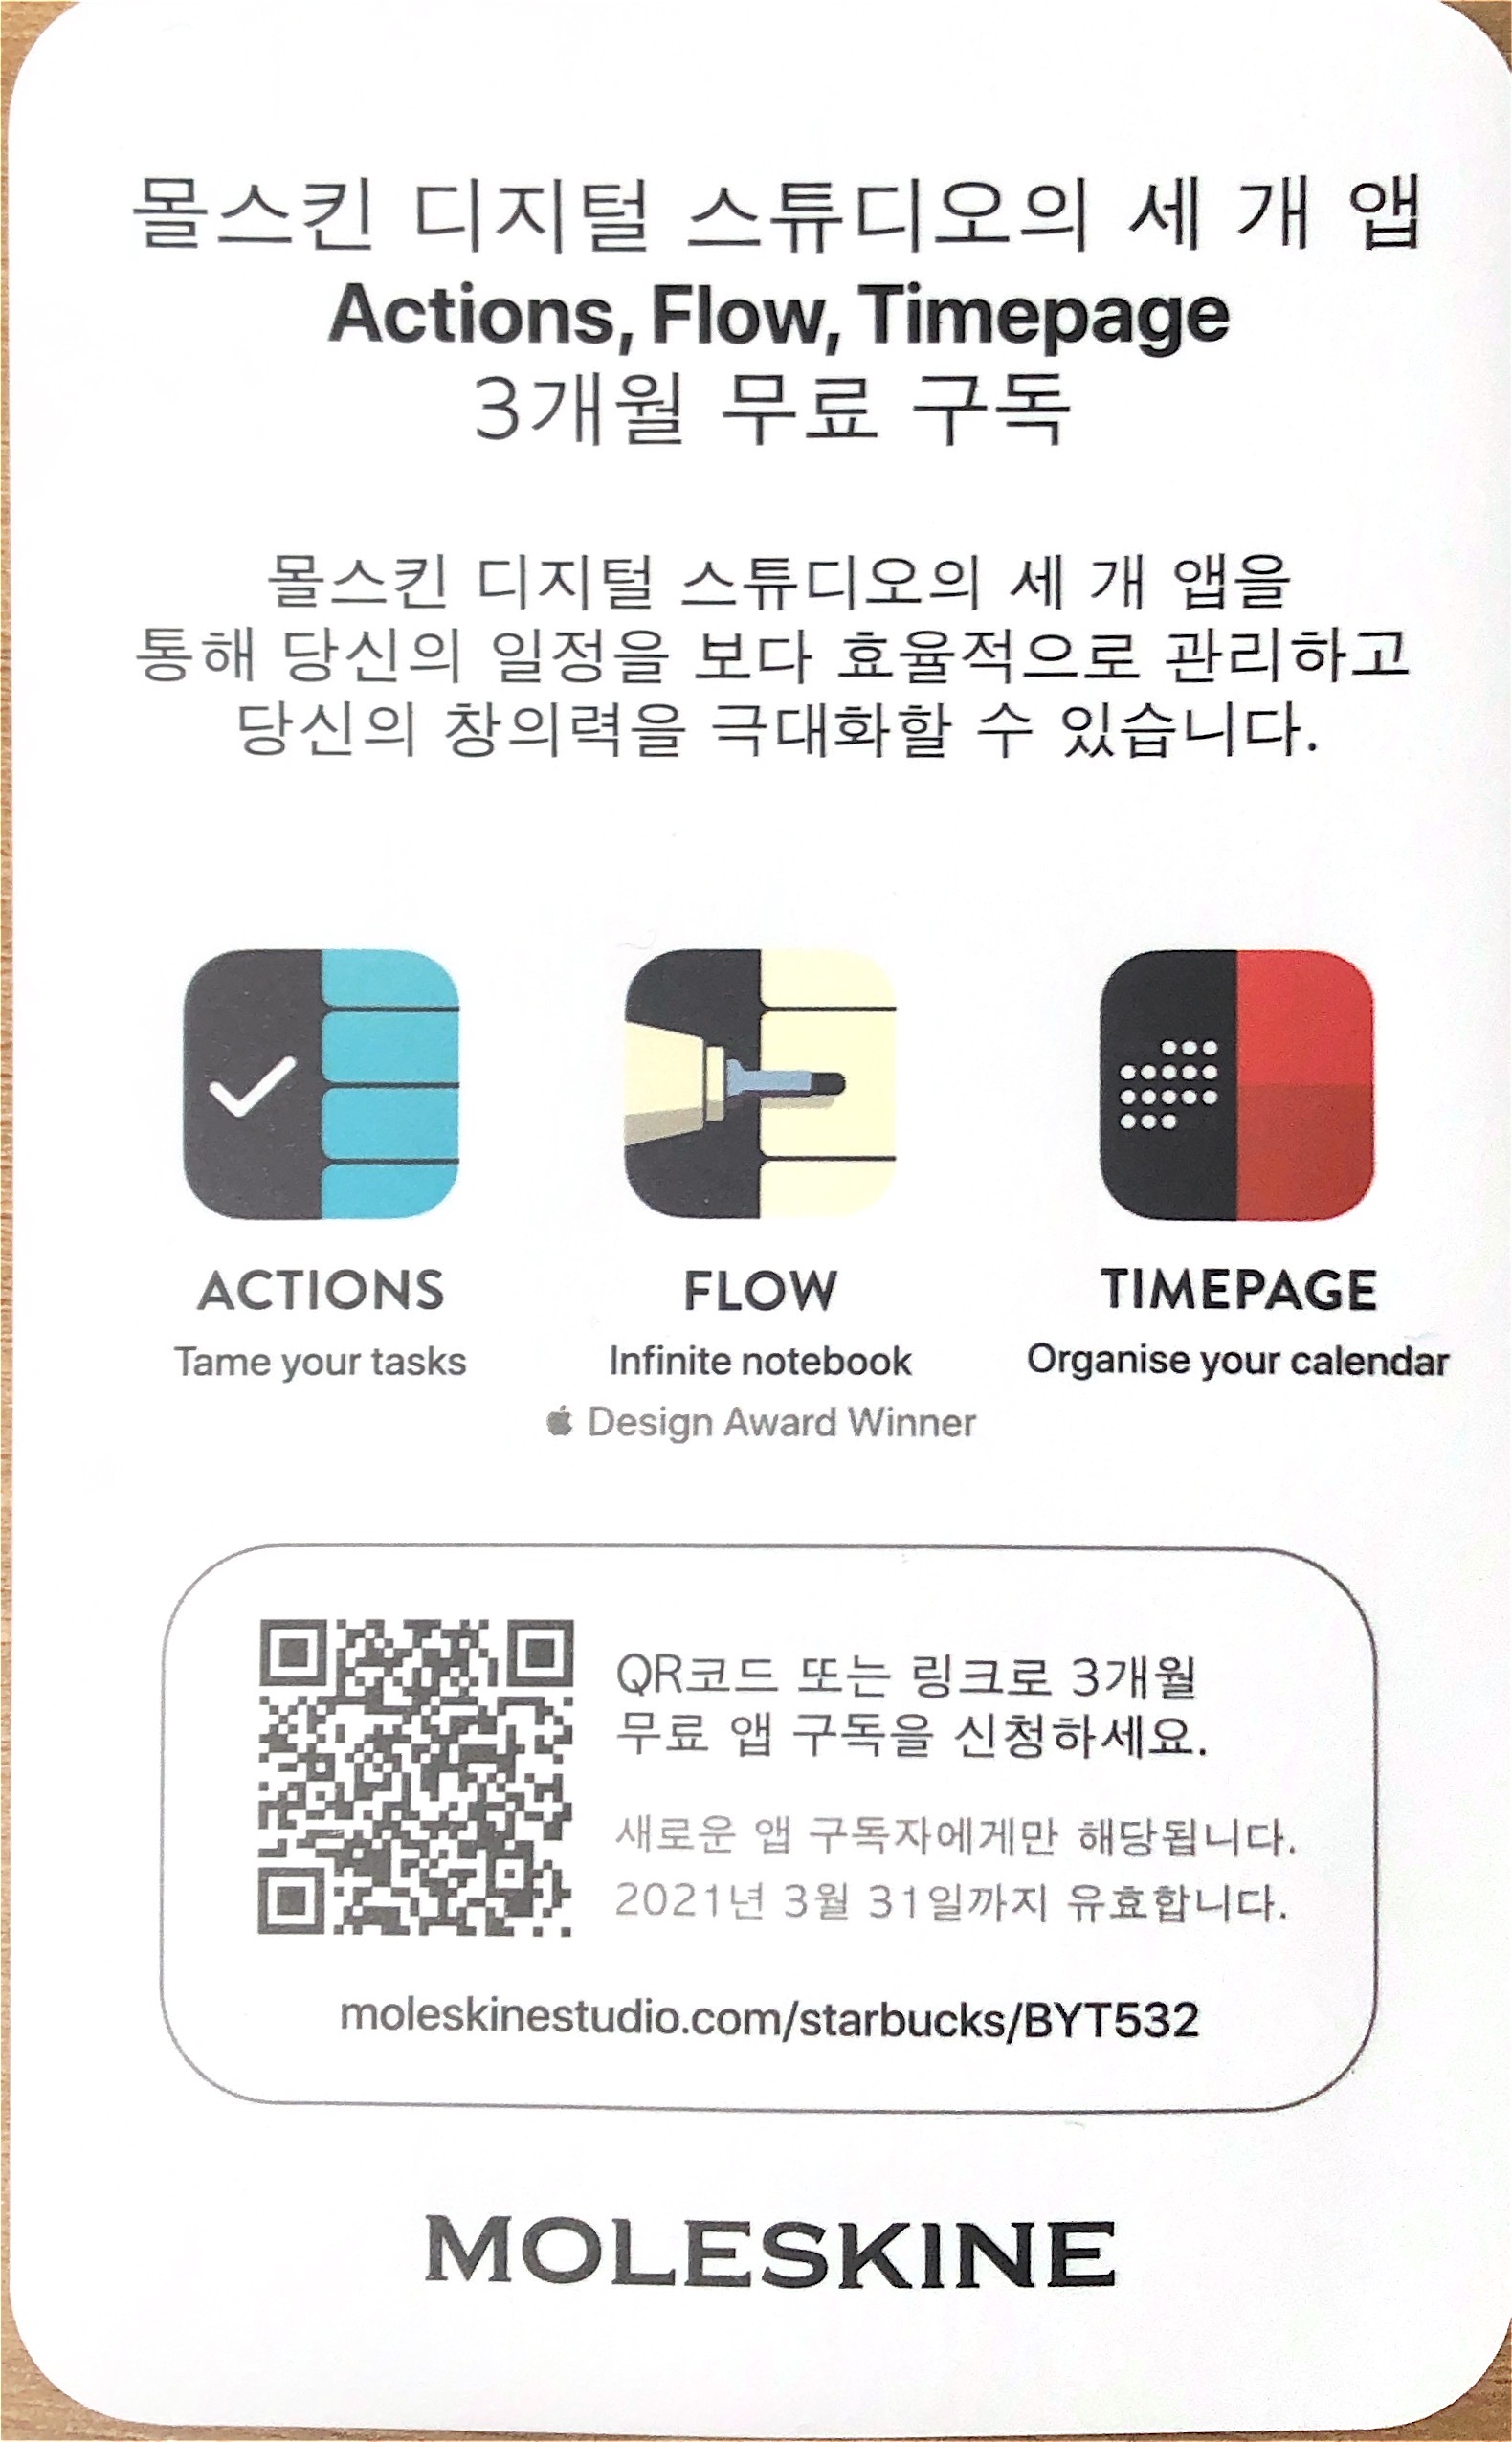 몰스킨 디지털 스튜디오의 세 개 앱
Actions, Flow, Timepage
3개월 무료 구독
몰스킨 디지털 스튜디오의 세 개 앱을
통해 당신의 일정을 보다 효율적으로 관리하고
당신의 창의력을 극대화할 수 있습니다.
ACTIONS
Tame your tasks
FLOW
Infinite notebook
Design Award Winner
TIMEPAGE
Organise your calendar
QR코드 또는 링크로 3개월
무료 앱 구독을 신청하세요.
새로운 앱 구독자에게만 해당됩니다.
2021년 3월 31일까지 유효합니다.
moleskinestudio.com/starbucks/BYT532
MOLESKINE